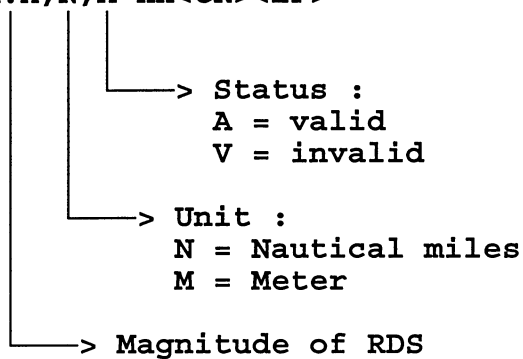 > Status :
A = valid
V = invalid
> Unit :
N = Nautical miles
M = Meter
> Magnitude of RDS